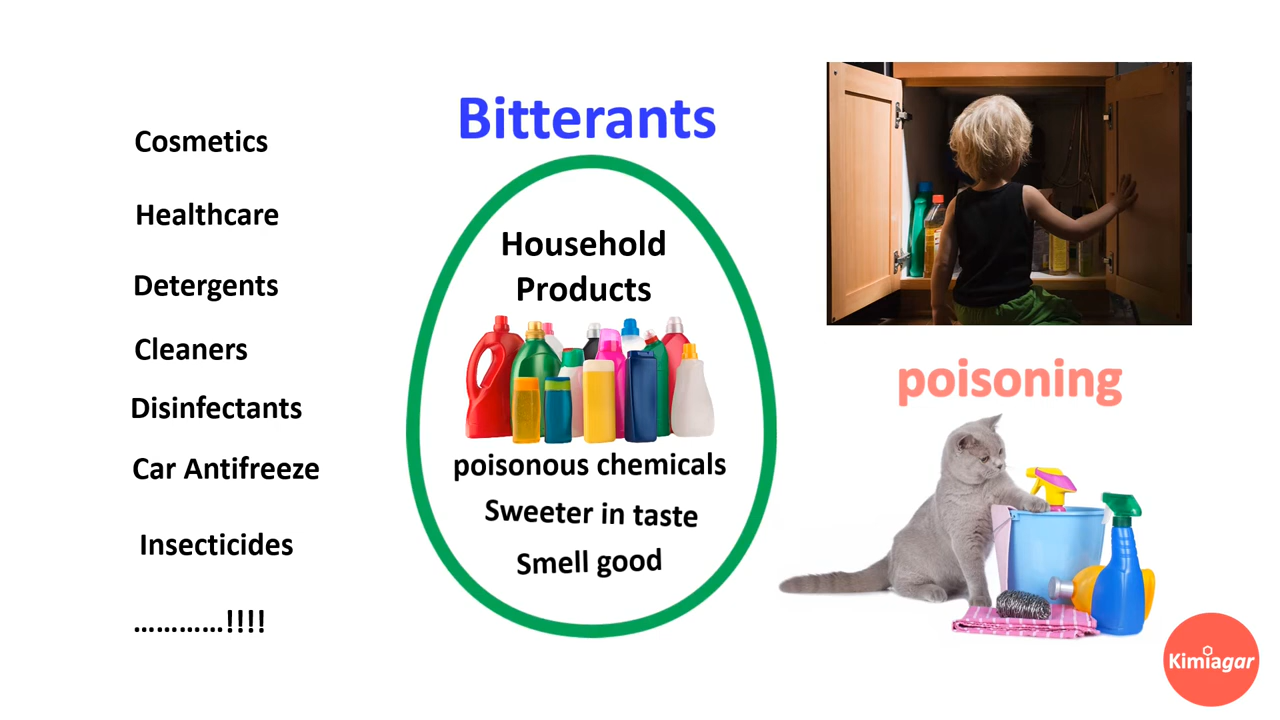 Cosmetics
Healthcare
Detergents
Cleaners
Disinfectants
Car Antifreeze
Insecticides
…………!!!!
Bitterants
Household
Products
poisonous chemicals
Sweeter in taste
Smell good
poisoning
Kimiagar